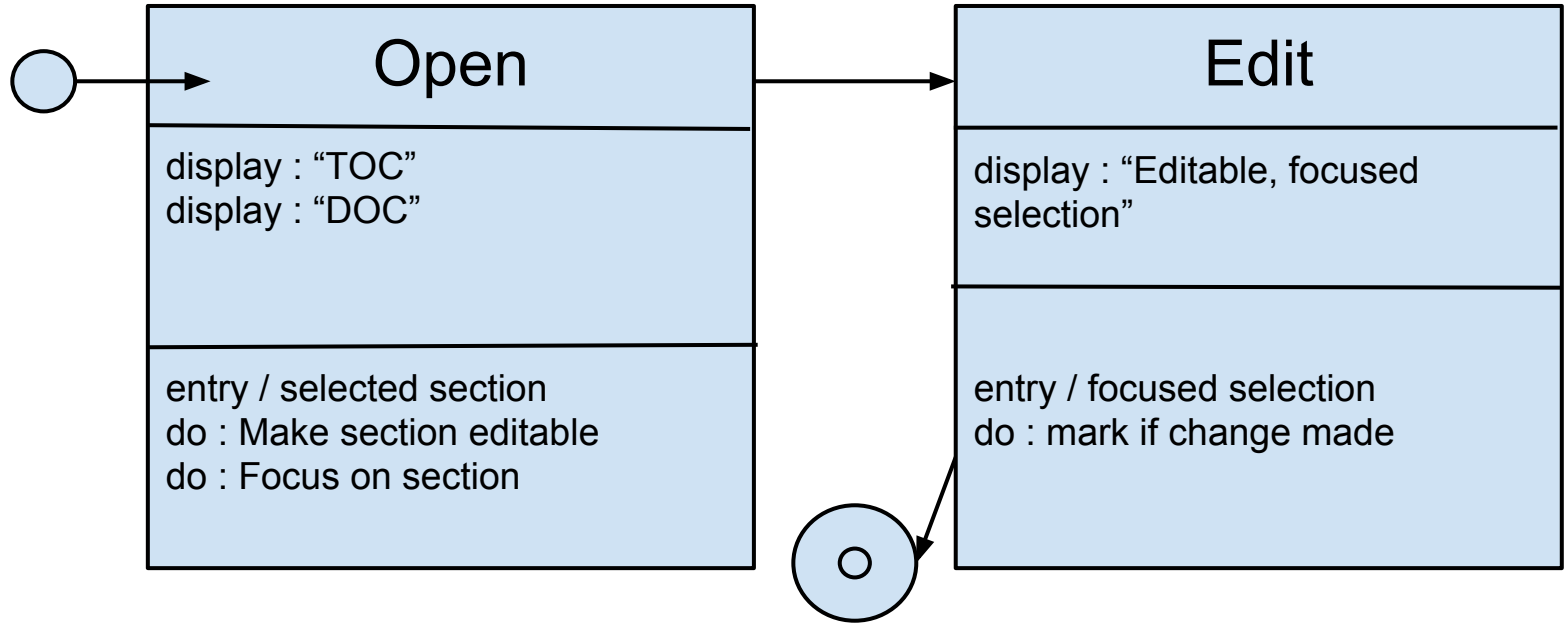 Open
display : “TOC”
display : “DOC”
entry / selected section
do : Make section editable
do : Focus on section
Edit
display : “Editable, focused
selection”
entry / focused selection
do : mark if change made